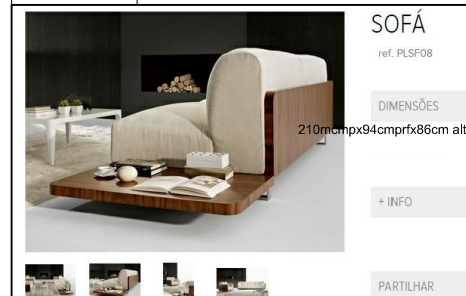 SOFÁ
ref. PLSF08
DIMENSÕES
210mcmpx94cmprfx86cm alt
+ INFO
PARTILHAR